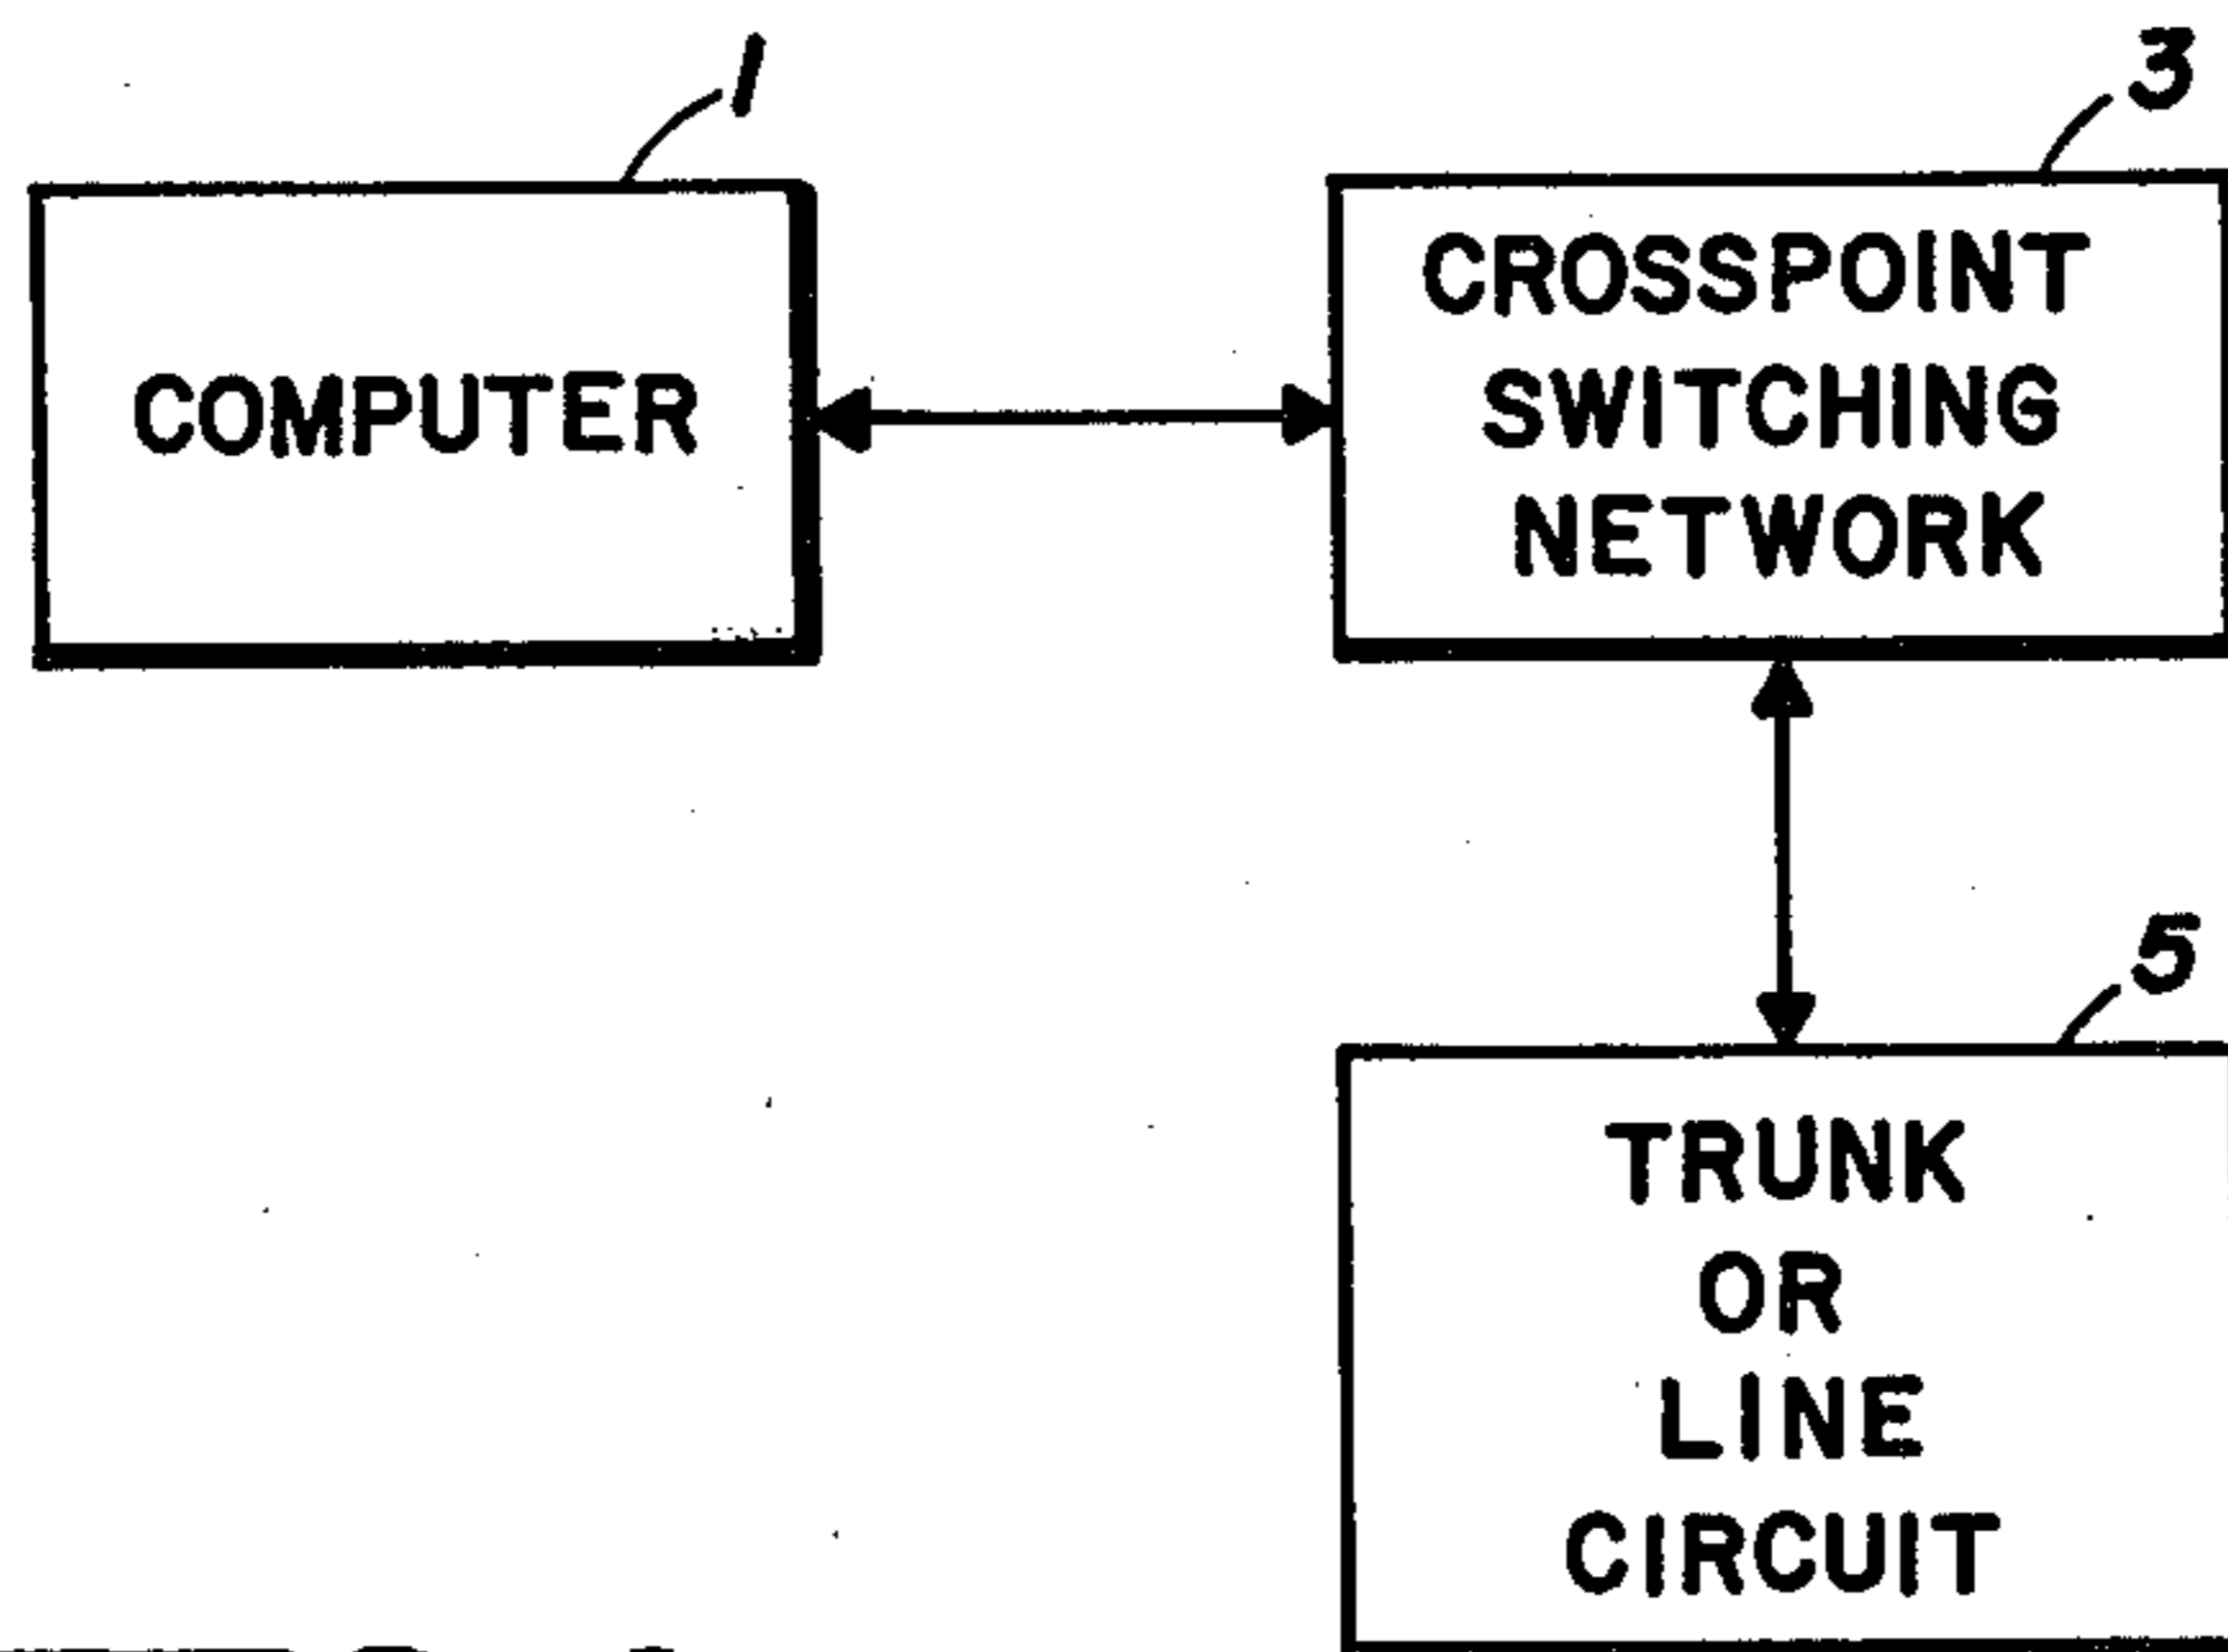 1
3
COMPUTER
CROSSPOINT
SWITCHING
NETWORK
5
TRUNK
OR
LINE
CIRCUIT